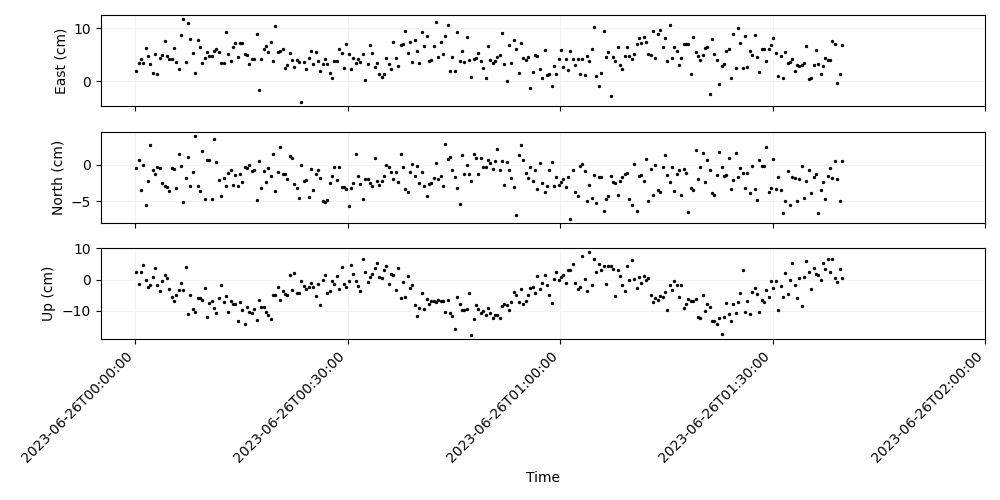 10
0
East (cm)
0
−5
North (cm)
10
0
−10
Up (cm)
2023-06-26T00:00:00
2023-06-26T00:30:00
2023-06-26T01:00:00
2023-06-26T01:30:00
2023-06-26T02:00:00
Time